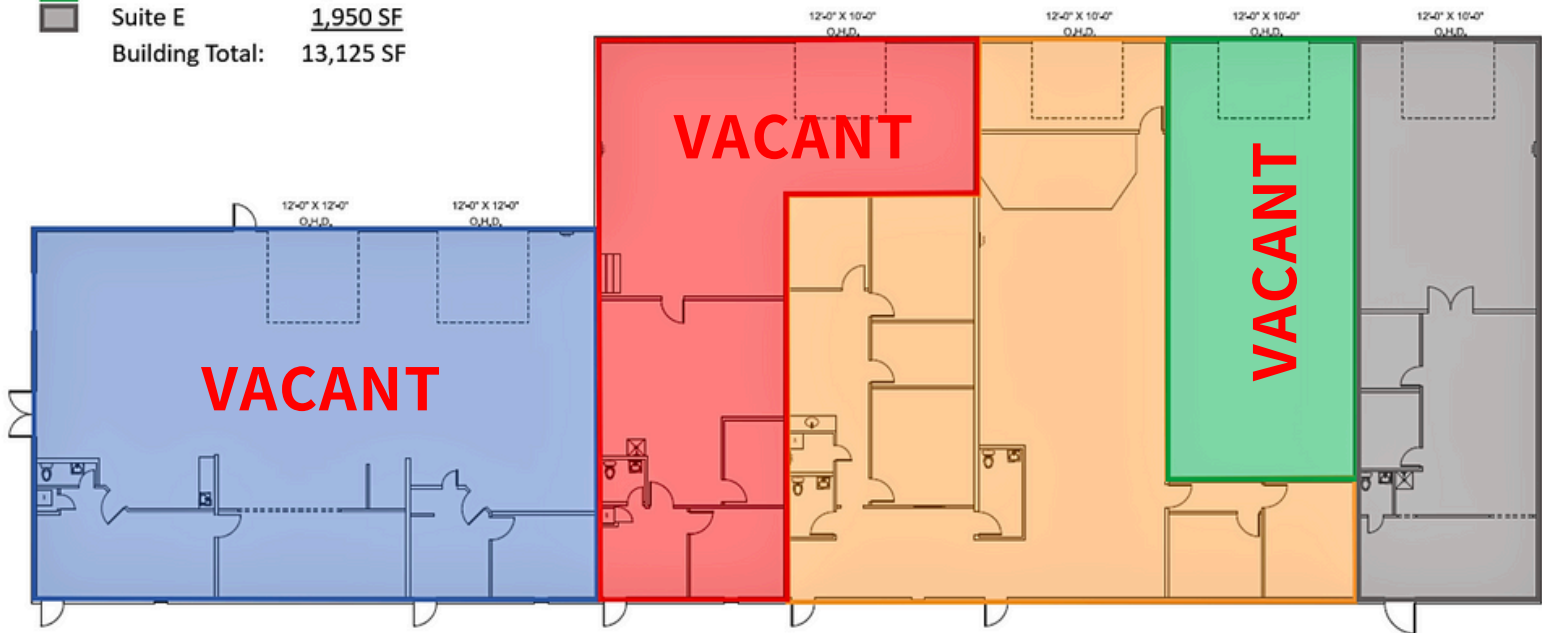 Suite E 1,950 SF
Building Total: 13,125 SF
12'-0" X 10'-0"
O.H.D.
12'-0" X 10'-0"
O.H.D.
12'-0" X 10'-0"
O.H.D.
12'-0" X 10'-0"
O.H.D.
VACANT
VACANT
12'-0" X 12'-0"
O.H.D.
12'-0" X 12'-0"
O.H.D.
VACANT